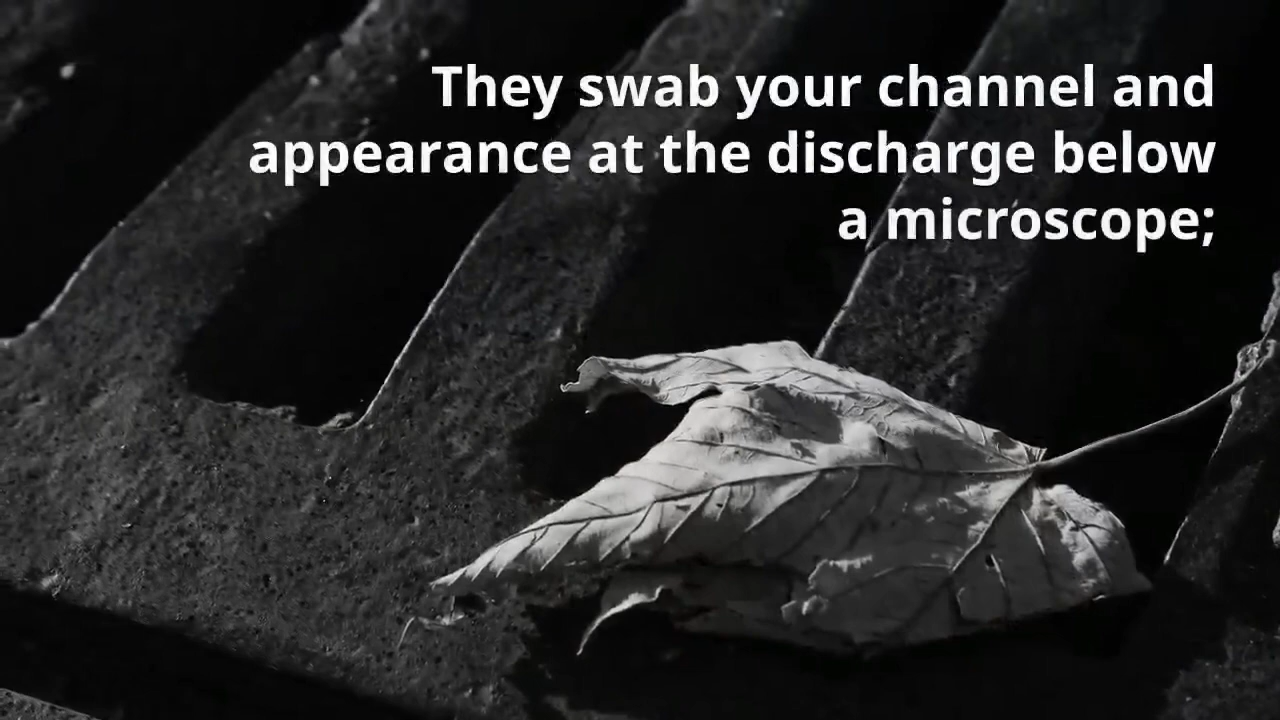 They swab your channel and
appearance at the discharge below
a microscope;